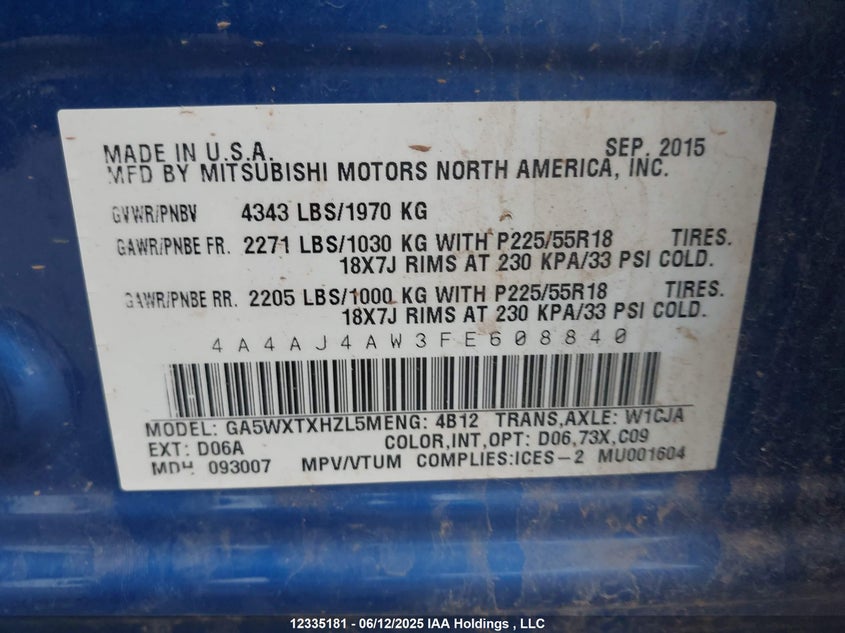 MADE IN U.S.A. SEP. 2015
MFD BY MITSUBISHI MOTORS NORTH AMERICA, INC.
GVWR/PNBV 4343 LBS/1970 KG
GAWR/PNBE FR. 2271 LBS/1030 KG WITH P225/55R18 TIRES.
18X7J RIMS AT 230 KPA/33 PSI COLD.
GAWR/PNBE RR. 2205 LBS/1000 KG WITH P225/55R18 TIRES.
18X7J RIMS AT 230 KPA/33 PSI COLD.
4A4AJ4AW3FE608840
MODEL: GA5WXTXHZL5MENG: 4B12 TRANS,AXLE: W1CJA
EXT: D06A COLOR,INT,OPT: D06,73X,C09
MDH 093007 MPV/VTUM COMPLIES:ICES-2 MU001604
12335181 - 06/12/2025 IAA Holdings , LLC